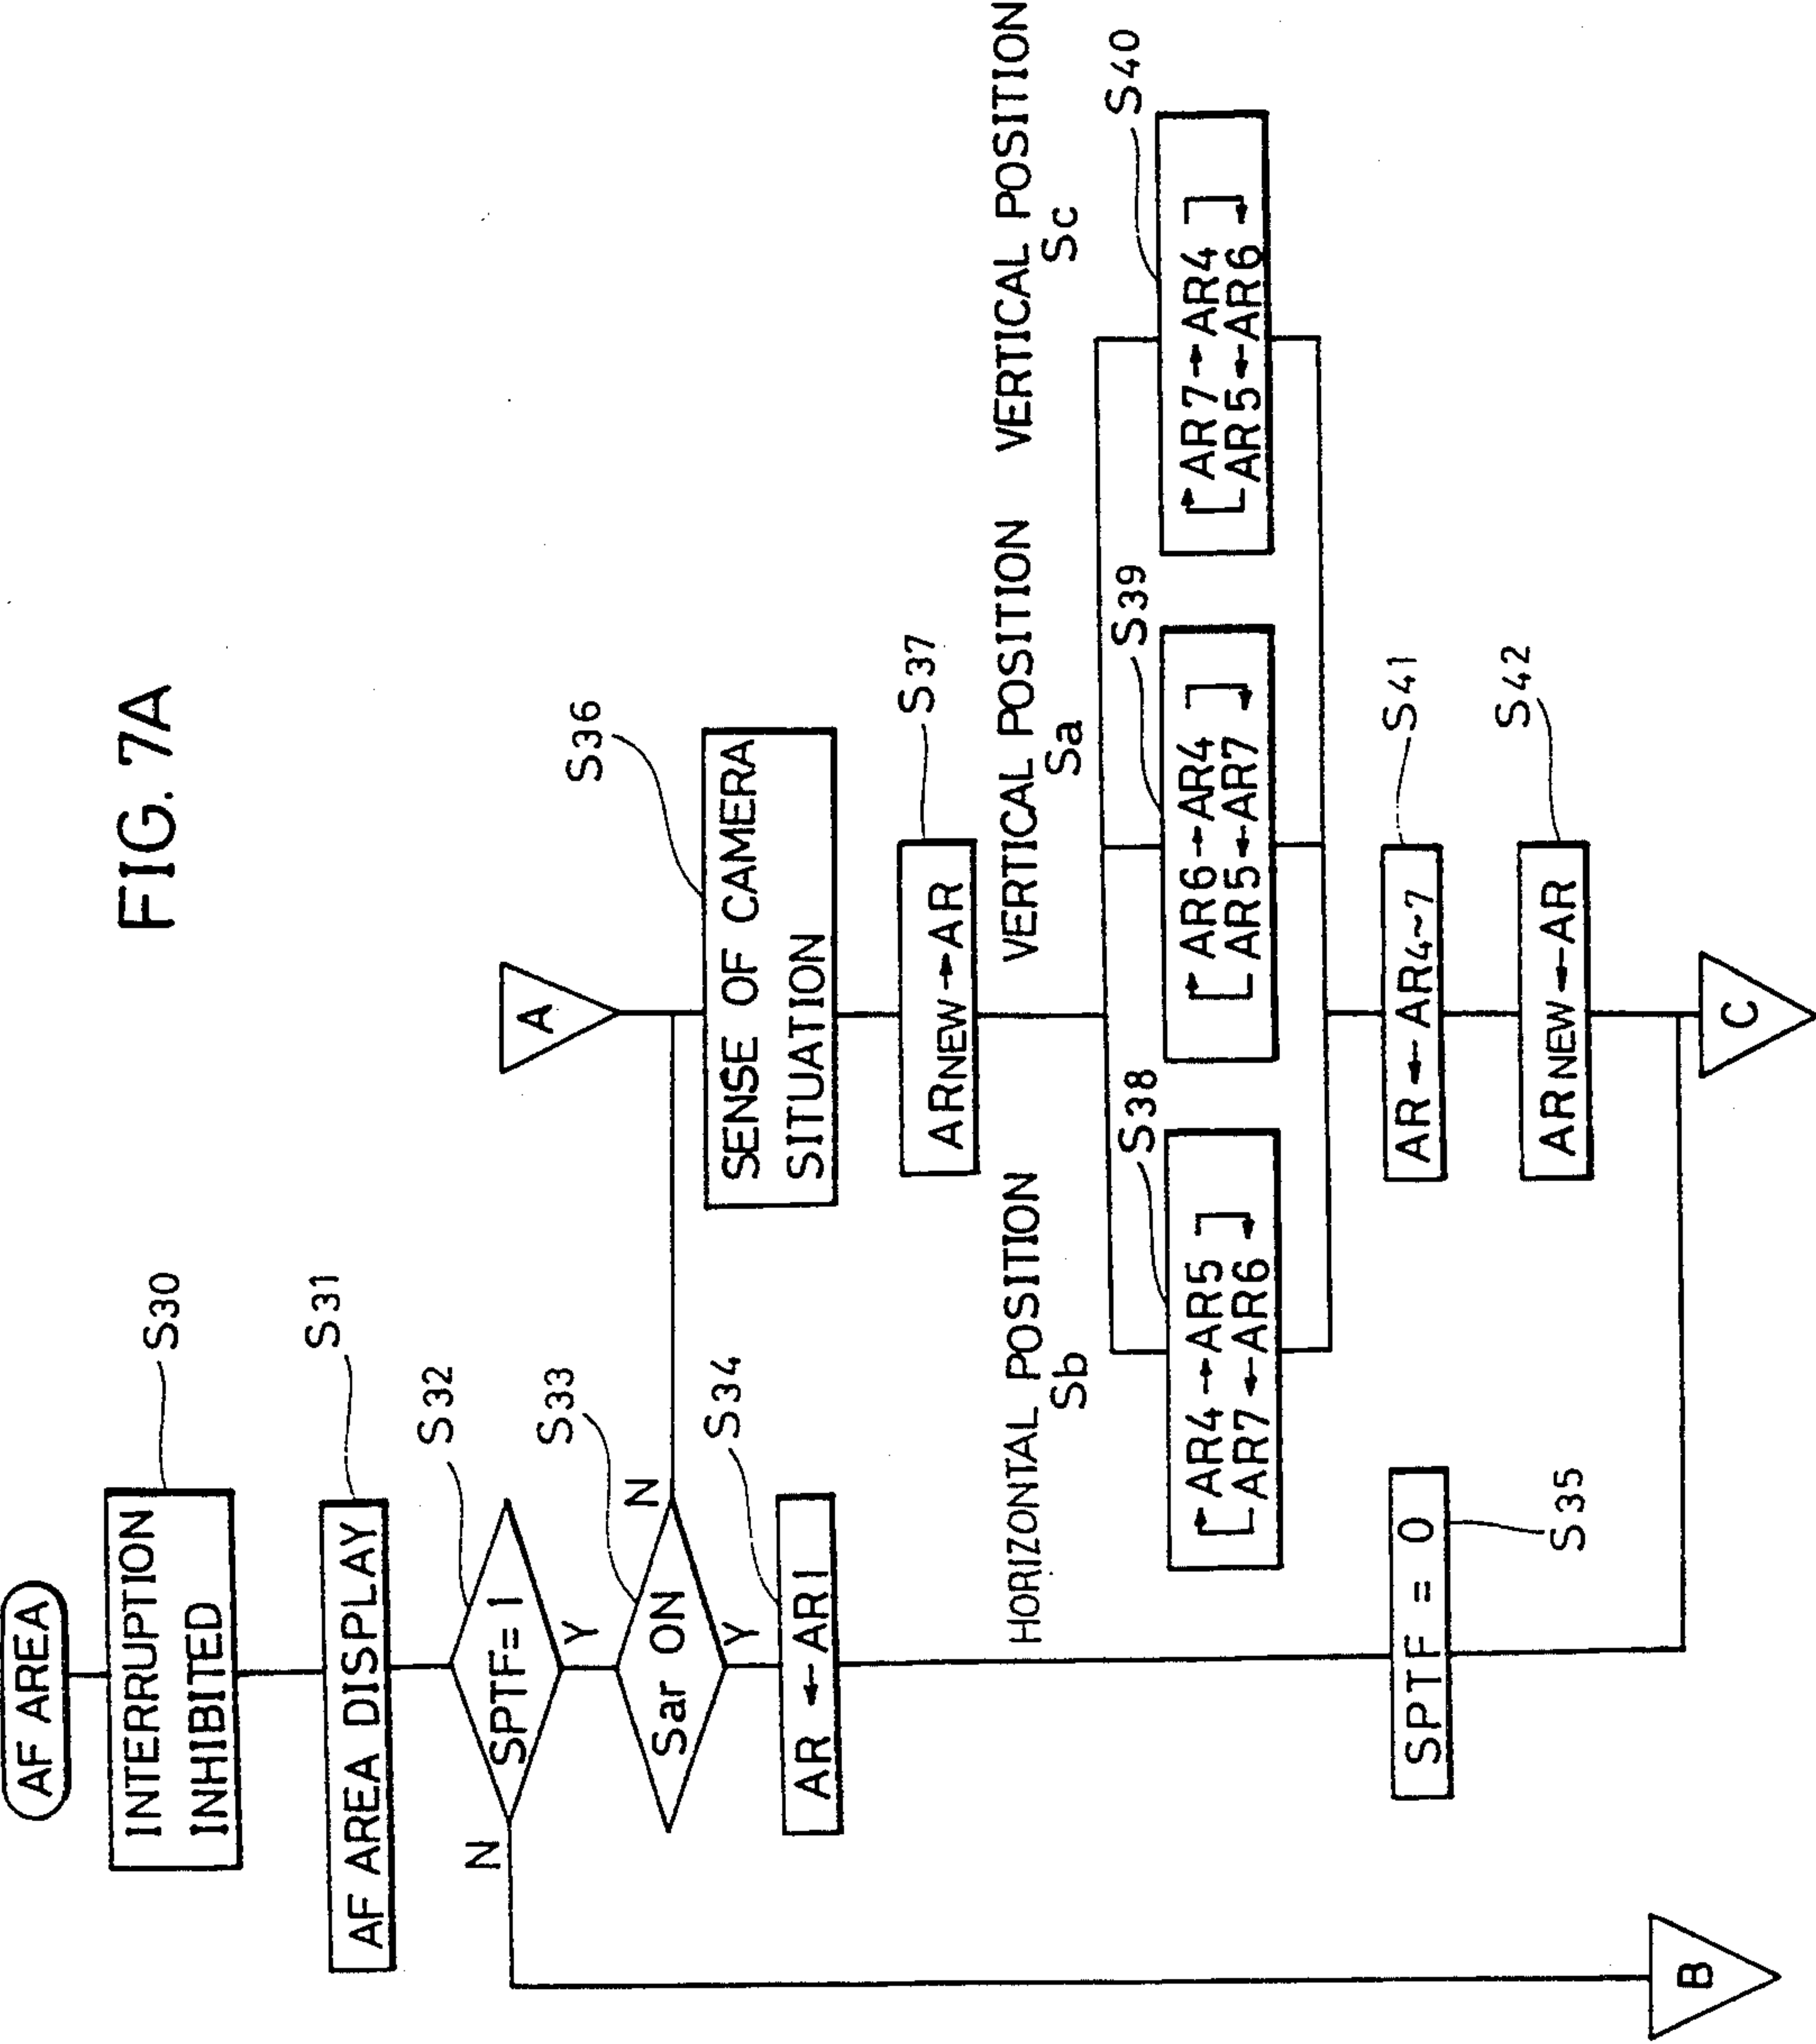 FIG. 7A
AF AREA
INTERRUPTION
INHIBITED
S30
AF AREA DISPLAY
S31
SPTF=1
S32
N
Y
Sar ON
S33
N
Y
AR ← AR1
S34
SPTF = 0
S35
A
SENSE OF CAMERA
SITUATION
S36
ARNEW→AR
S37
HORIZONTAL POSITION
Sb
VERTICAL POSITION
Sa
VERTICAL POSITION
Sc
S38
AR4→AR5
AR7←AR6
S39
AR6→AR4
AR5←AR7
S40
AR7→AR4
AR5←AR6
AR ← AR4~7
S41
ARNEW←AR
S42
B
C